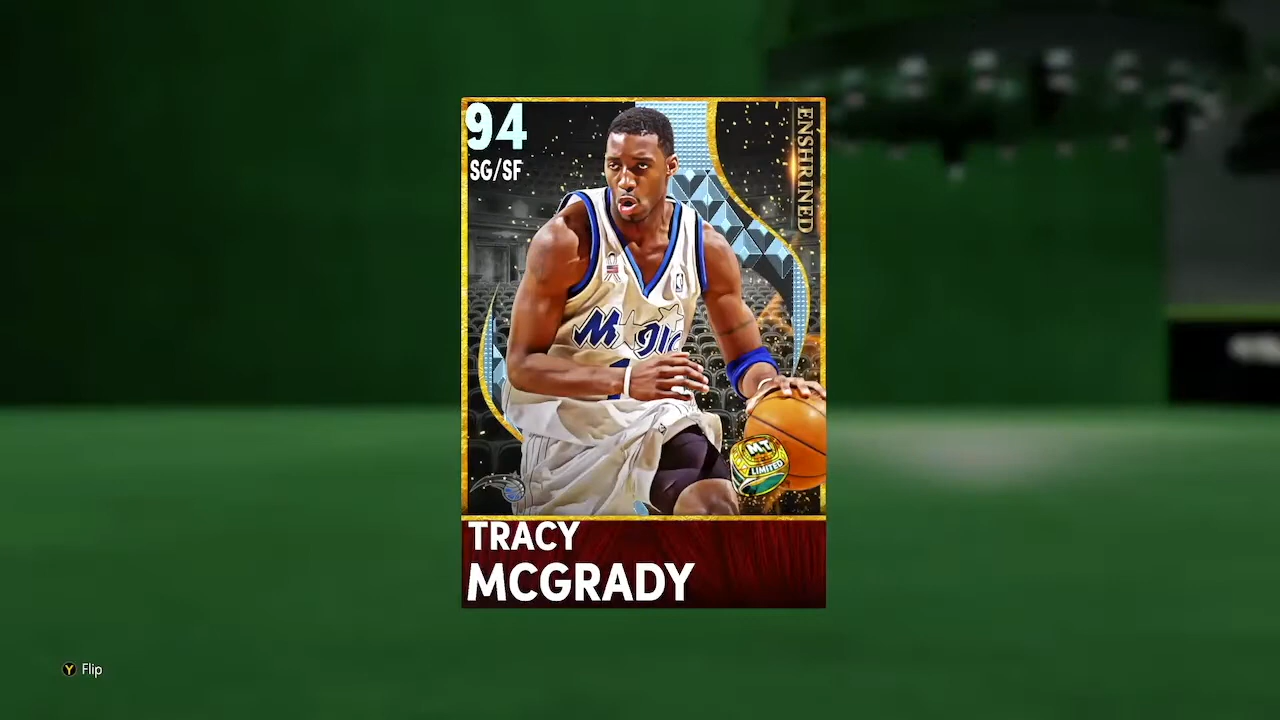 94
SG/SF
ENSHRINED
MAGIC
MT
LIMITED
TRACY
MCGRADY
Y Flip